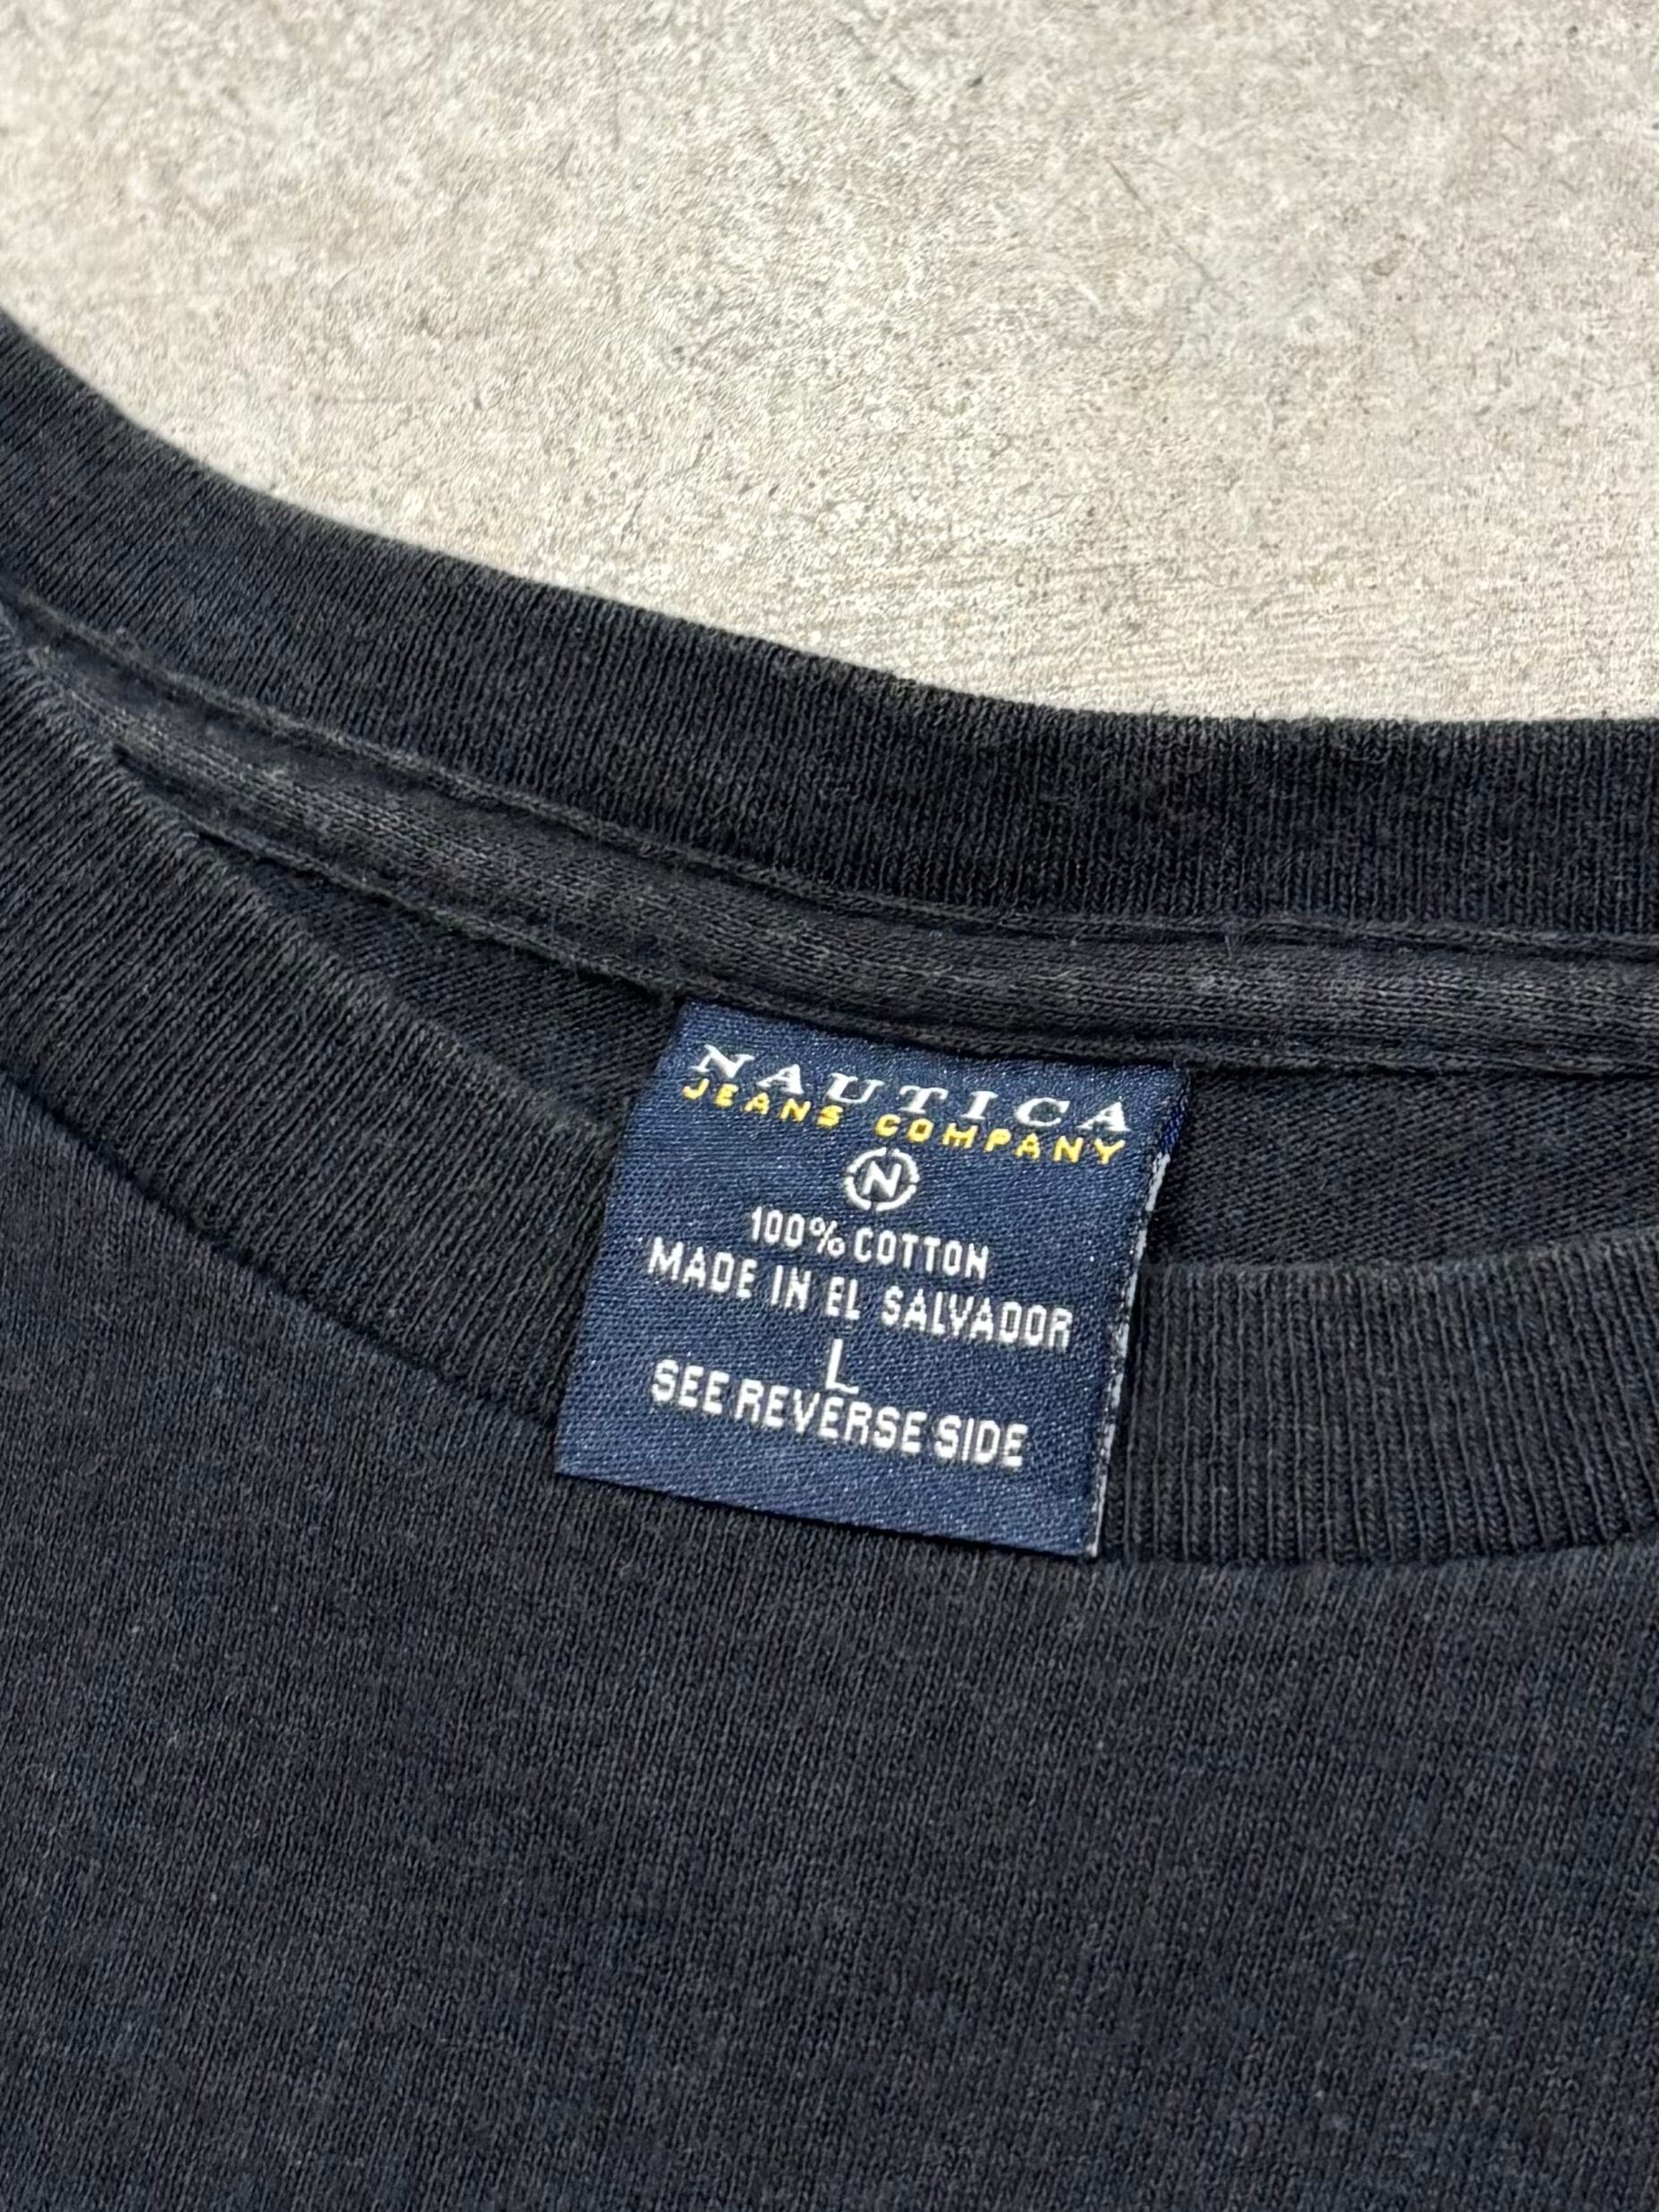 NAUTICA
JEANS COMPANY
N
100% COTTON
MADE IN EL SALVADOR
L
SEE REVERSE SIDE